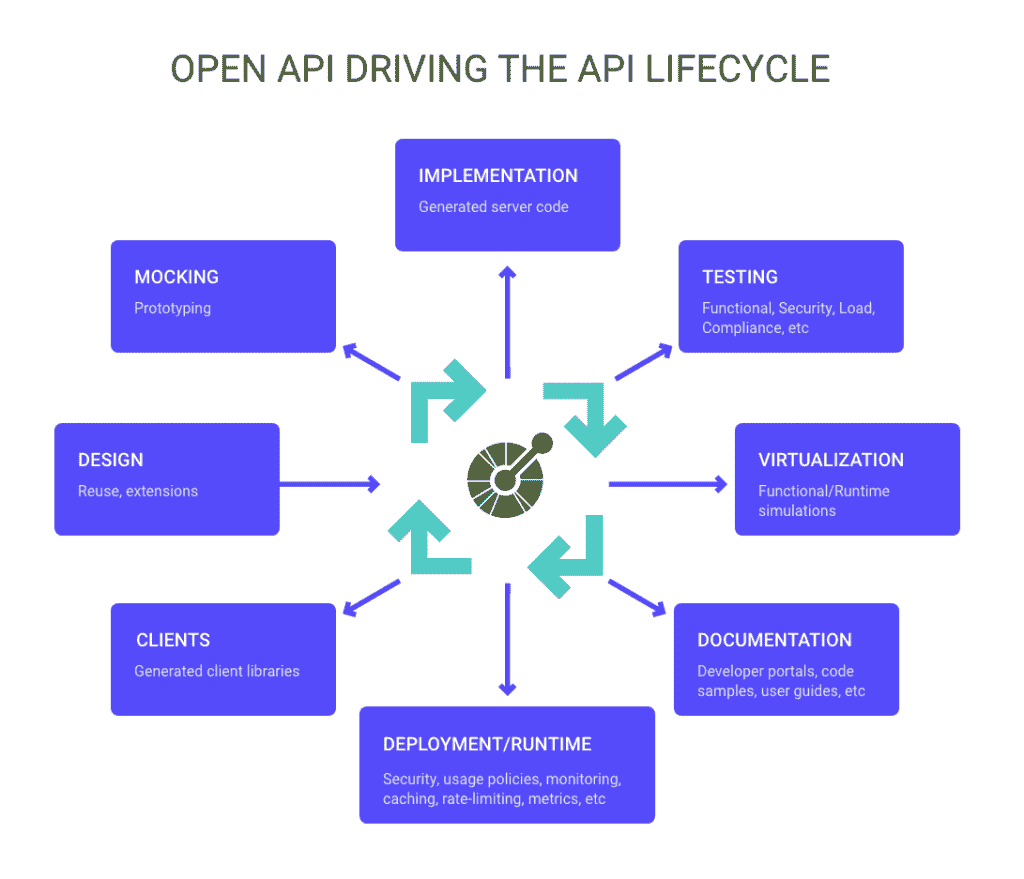 OPEN API DRIVING THE API LIFECYCLE
IMPLEMENTATION
Generated server code
MOCKING
Prototyping
TESTING
Functional, Security, Load,
Compliance, etc
DESIGN
Reuse, extensions
VIRTUALIZATION
Functional/Runtime
simulations
CLIENTS
Generated client libraries
DOCUMENTATION
Developer portals, code
samples, user guides, etc
DEPLOYMENT/RUNTIME
Security, usage policies, monitoring,
caching, rate-limiting, metrics, etc